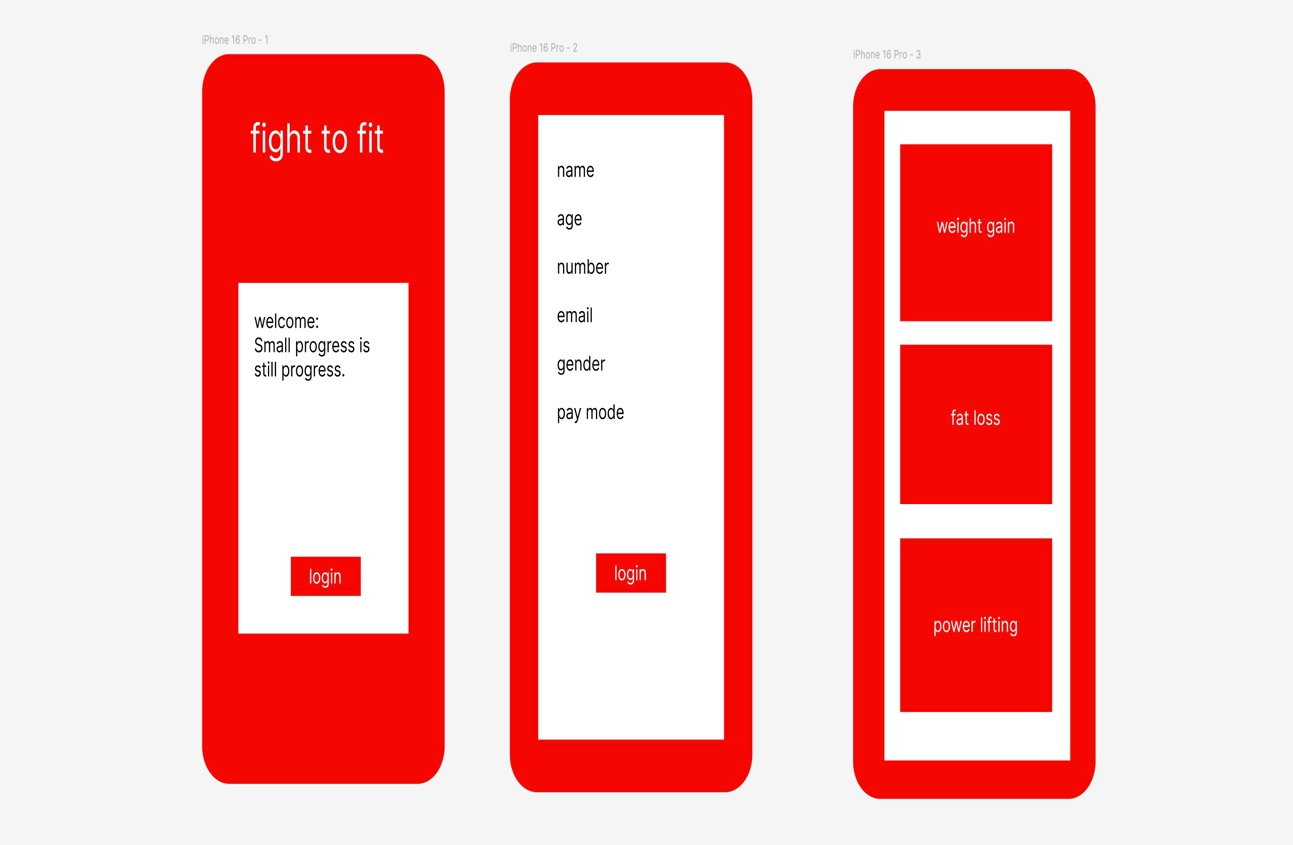 iPhone 16 Pro - 1
fight to fit
welcome:
Small progress is
still progress.
login
iPhone 16 Pro - 2
name
age
number
email
gender
pay mode
login
iPhone 16 Pro - 3
weight gain
fat loss
power lifting